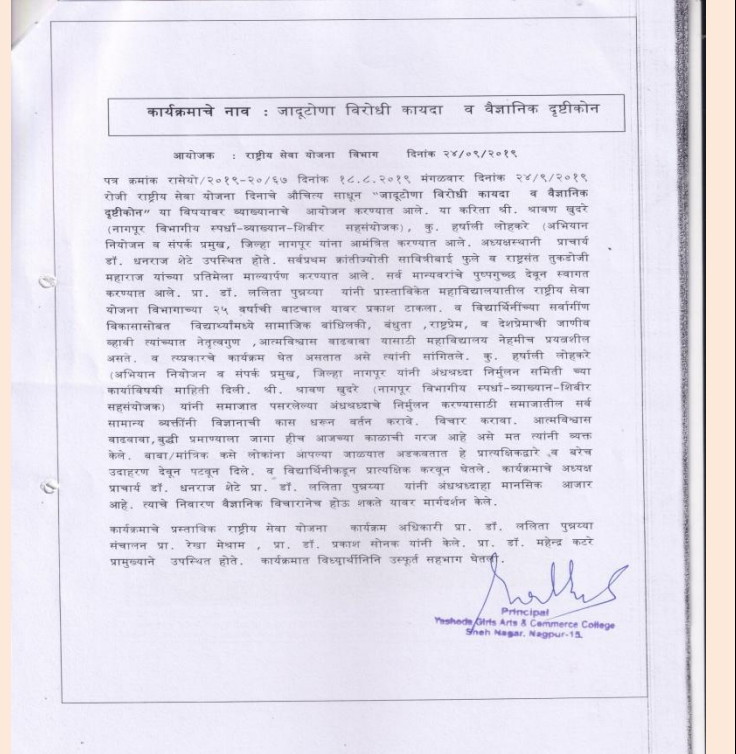 कार्यक्रमाचे नाव : जादूटोणा विरोधी कायदा व वैज्ञानिक दृष्टीकोन
आयोजक : राष्ट्रीय सेवा योजना विभाग दिनांक २४/०९/२०१९
पत्र क्रमांक रासेयो/२०१९-२०/६७ दिनांक १८.८.२०१९ मंगळवार दिनांक २४/९/२०१९
रोजी राष्ट्रीय सेवा योजना दिनाचे औचित्य साधून "जादूटोणा विरोधी कायदा व वैज्ञानिक
दृष्टीकोन" या विषयावर व्याख्यानाचे आयोजन करण्यात आले. या करिता श्री. श्रावण खुदरे
(नागपूर विभागीय स्पर्धा-व्याख्यान-शिबीर सहसंयोजक), कु. हर्षाली लोहकरे (अभियान
नियोजन व संपर्क प्रमुख, जिल्हा नागपूर यांना आमंत्रित करण्यात आले. अध्यक्षस्थानी प्राचार्य
डॉ. धनराज शेटे उपस्थित होते. सर्वप्रथम क्रांतीज्योती सावित्रीबाई फुले व राष्ट्रसंत तुकडोजी
महाराज यांच्या प्रतिमेला माल्यार्पण करण्यात आले. सर्व मान्यवरांचे पुष्पगुच्छ देवून स्वागत
करण्यात आले. प्रा. डॉ. ललिता पुन्नय्या यांनी प्रास्ताविकेत महाविद्यालयातील राष्ट्रीय सेवा
योजना विभागाच्या २५ वर्षाची वाटचाल यावर प्रकाश टाकला. व विद्यार्थिनींच्या सर्वांगीण
विकासासोबत विद्यार्थ्यांमध्ये सामाजिक बांधिलकी, बंधुता ,राष्ट्रप्रेम, व देशप्रेमाची जाणीव
व्हावी त्यांच्यात नेतृत्वगुण ,आत्मविश्वास वाढवावा यासाठी महाविद्यालय नेहमीच प्रयत्नशील
असते. व त्याप्रकारचे कार्यक्रम घेत असतात असे त्यांनी सांगितले. कु. हर्षाली लोहकरे
(अभियान नियोजन व संपर्क प्रमुख, जिल्हा नागपूर यांनी अंधश्रध्दा निर्मुलन समिती च्या
कार्याविषयी माहिती दिली. श्री. श्रावण खुदरे (नागपूर विभागीय स्पर्धा-व्याख्यान-शिबीर
सहसंयोजक) यांनी समाजात पसरलेल्या अंधश्रध्दाचे निर्मुलन करण्यासाठी समाजातील सर्व
सामान्य व्यक्तींनी विज्ञानाची कास धरून वर्तन करावे. विचार करावा. आत्मविश्वास
वाढवावा,बुद्धी प्रमाण्याला जागा हीच आजच्या काळाची गरज आहे असे मत त्यांनी व्यक्त
केले. बाबा/मांत्रिक कसे लोकांना आपल्या जाळयात अडकवतात हे प्रात्यक्षिकद्वारे व बरेच
उदाहरण देवून पटवून दिले. व विद्यार्थिनीकडून प्रात्यक्षिक करवून घेतले. कार्यक्रमाचे अध्यक्ष
प्राचार्य डॉ. धनराज शेटे प्रा. डॉ. ललिता पुन्नय्या यांनी अंधश्रध्दाहा मानसिक आजार
आहे. त्याचे निवारण वैज्ञानिक विचारानेच होऊ शकते यावर मार्गदर्शन केले.
कार्यक्रमाचे प्रस्ताविक राष्ट्रीय सेवा योजना कार्यक्रम अधिकारी प्रा. डॉ. ललिता पुन्नय्या
संचालन प्रा. रेखा मेश्राम , प्रा. डॉ. प्रकाश सोनक यांनी केले. प्रा. डॉ. महेन्द्र कटरे
प्रामुख्याने उपस्थित होते. कार्यक्रमात विध्यार्थीनिनि उस्फूर्त सहभाग घेतली.
Principal
Yashoda Girls Arts & Commerce College
Sneh Nagar, Nagpur-15.